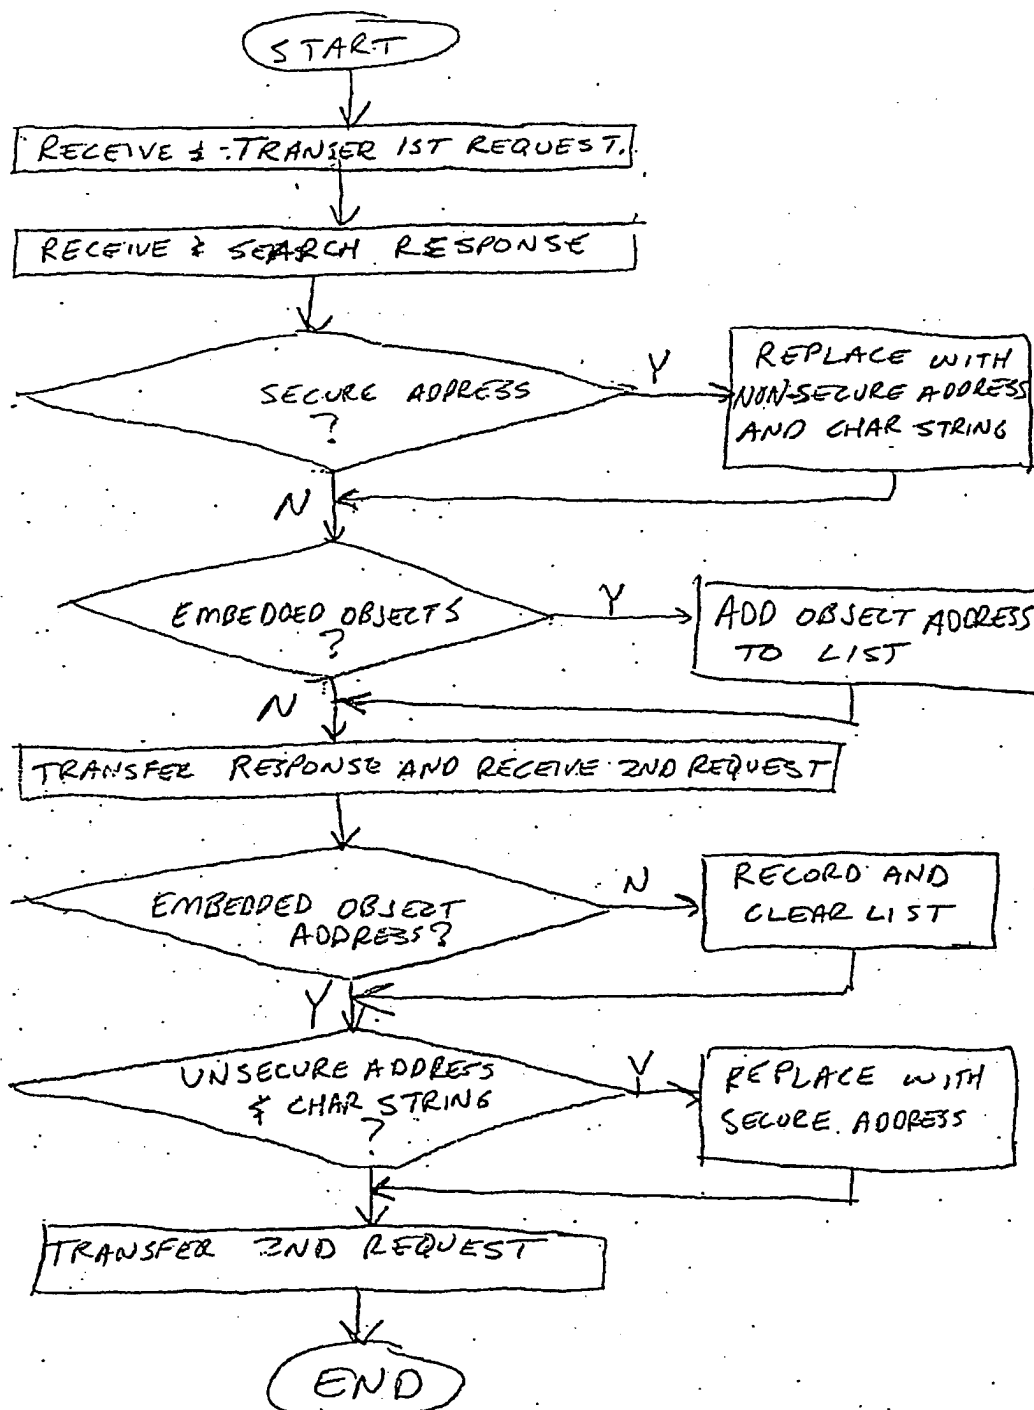 START
RECEIVE & TRANSER 1ST REQUEST.
RECEIVE & SEARCH RESPONSE
SECURE ADDRESS
?
Y
REPLACE WITH
NON-SECURE ADDRESS
AND CHAR STRING
N
EMBEDDED OBJECTS
?
Y
ADD OBJECT ADDRESS
TO LIST
N
TRANSFER RESPONSE AND RECEIVE 2ND REQUEST
EMBEDDED OBJECT
ADDRESS?
N
RECORD AND
CLEAR LIST
Y
UNSECURE ADDRESS
& CHAR STRING
?
Y
REPLACE WITH
SECURE ADDRESS
TRANSFER 2ND REQUEST
END